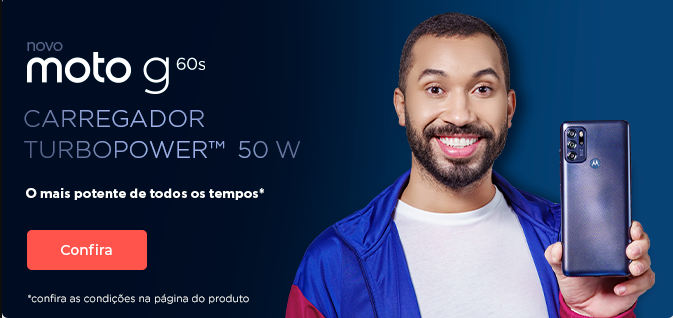 novo
moto g 60s
CARREGADOR
TURBOPOWER™ 50 W
O mais potente de todos os tempos*
Confira
*confira as condições na página do produto
MOTOROLA